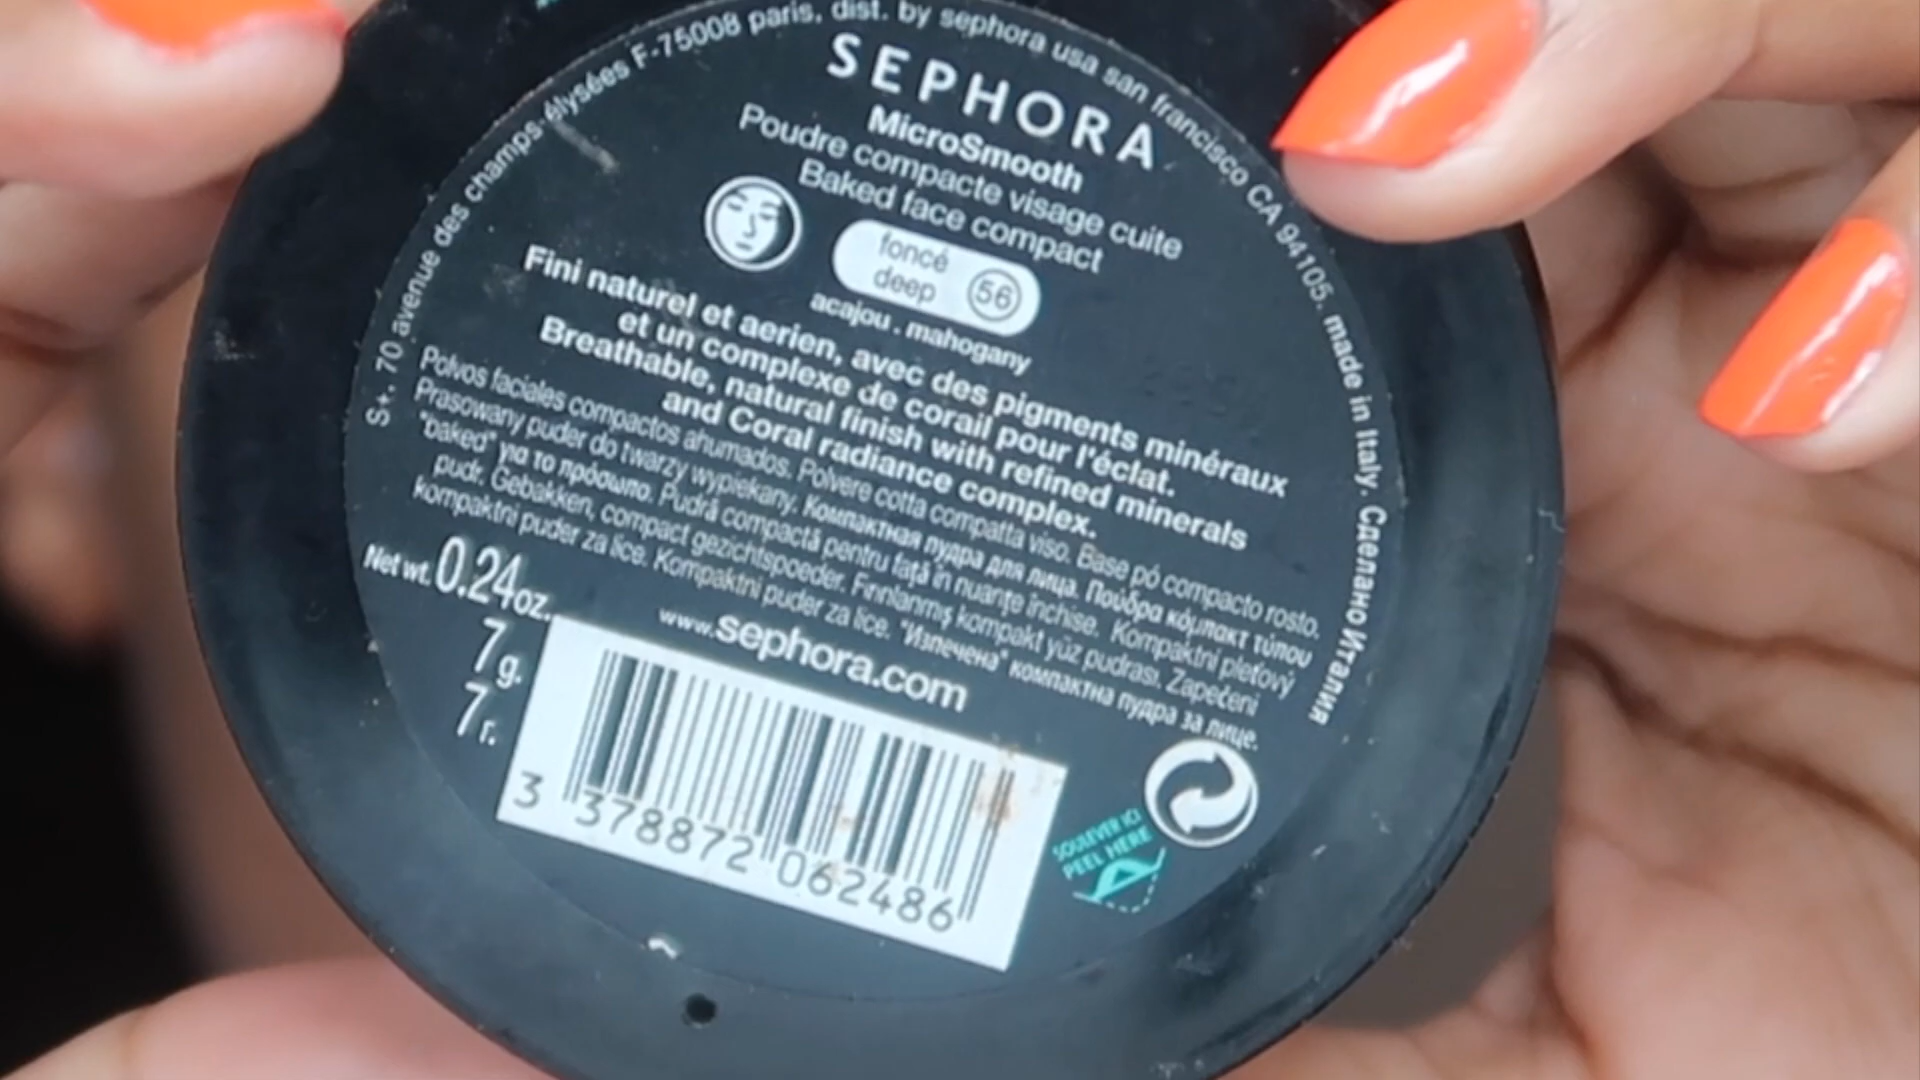 S+. 70 avenue des champs-élysées F-75008 paris. dist. by sephora usa san francisco CA 94105. made in Italy. Сделано Италия
SEPHORA
MicroSmooth
Poudre compacte visage cuite
Baked face compact
foncé
deep
56
acajou . mahogany
Fini naturel et aerien, avec des pigments minéraux
et un complexe de corail pour l'éclat.
Breathable, natural finish with refined minerals
and Coral radiance complex.
Polvos faciales compactos ahumados. Polvere cotta compatta viso. Base pó compacto rosto.
Prasowany puder do twarzy wypiekany. Компактная пудра для лица. Πούδρα κόμπακτ τύπου
"baked" για το πρόσωπο. Pudră compactă pentru față în nuanțe închise. Kompaktní pleťový
pudr. Gebakken, compact gezichtspoeder. Fırınlanmış kompakt yüz pudrası. Zapečeni
kompaktni puder za lice. Kompaktni puder za lice. "Изпечена" компактна пудра за лице.
Net wt. 0.24oz.
7g.
7г.
www.sephora.com
3 378872 062486
SOULEVER ICI
PEEL HERE